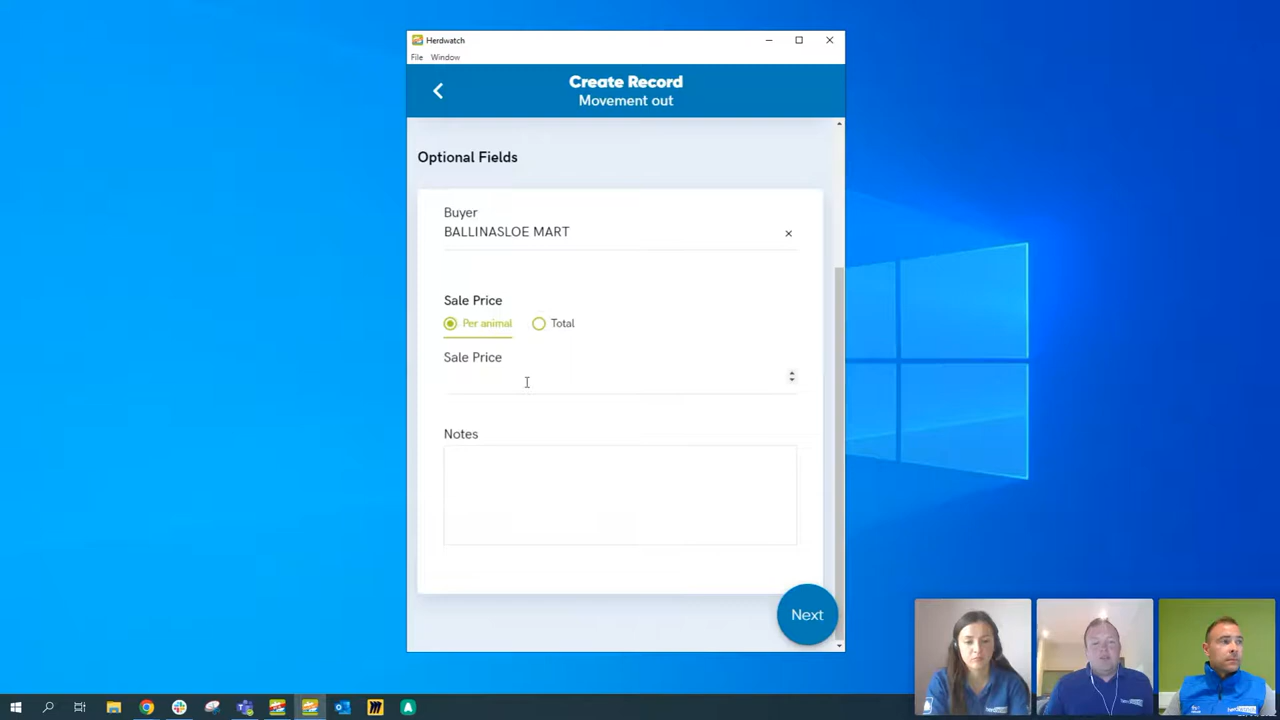 Herdwatch
File Window
Create Record
Movement out
Optional Fields
Buyer
BALLINASLOE MART
Sale Price
Per animal Total
Sale Price
Notes
Next